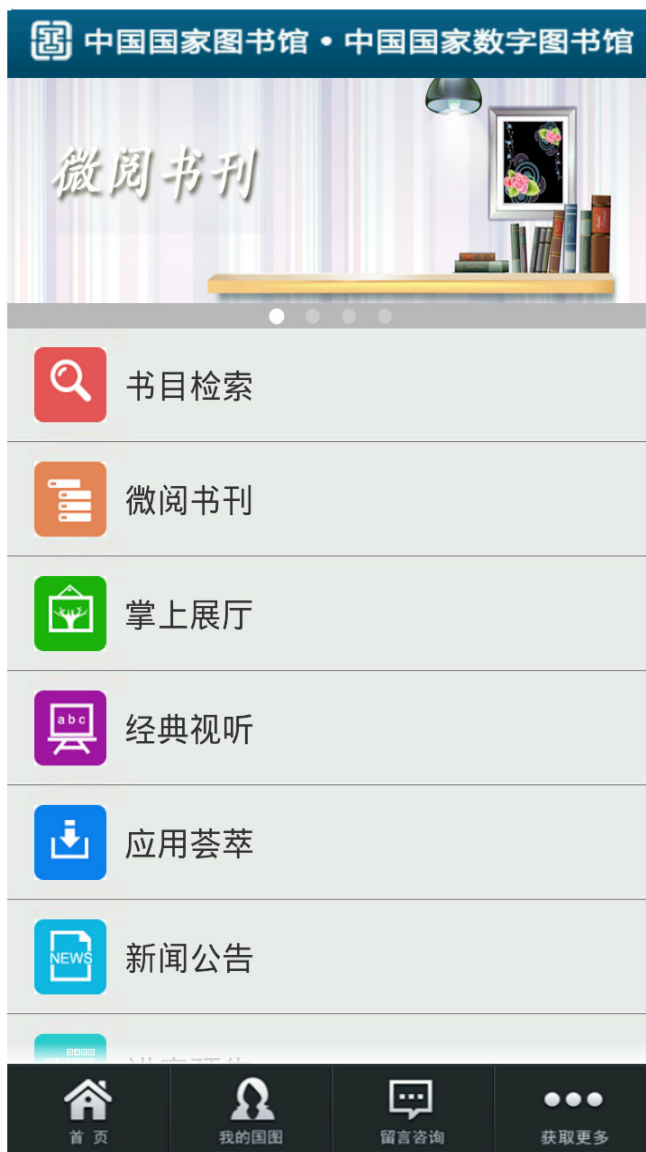 中国国家图书馆•中国国家数字图书馆
微阅书刊
书目检索
微阅书刊
掌上展厅
abc
经典视听
应用荟萃
NEWS
新闻公告
首 页
我的国图
留言咨询
获取更多